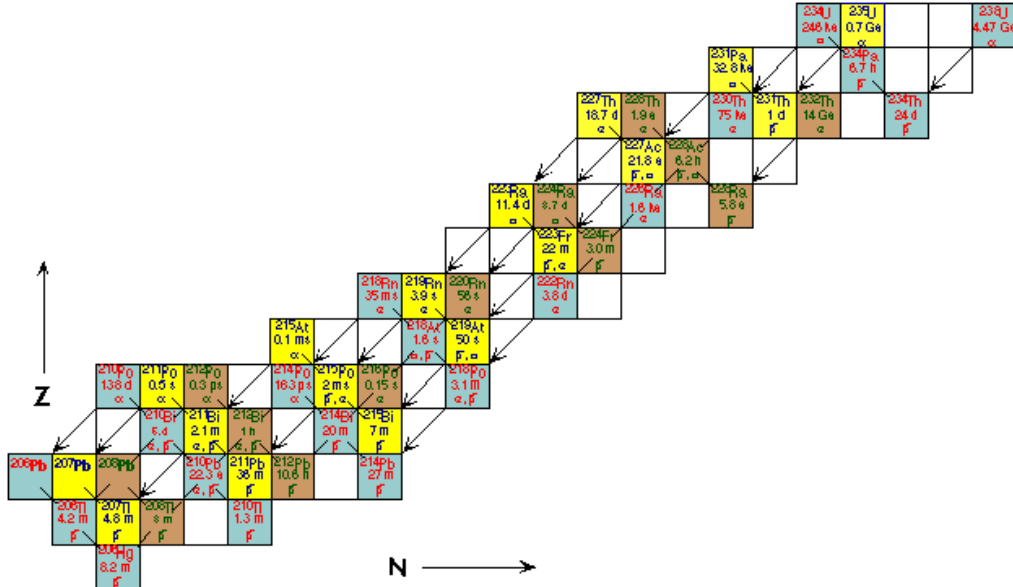 234U 235U 238U
246 ka 0.7 Ga 4.47 Ga
α α
231Pa 234Pa
32.8 ka 6.7 h
α β-
227Th 228Th 230Th 231Th 232Th 234Th
18.7 d 1.9 a 75 ka 1 d 14 Ga 24 d
α α α β- α β-
227Ac 228Ac
21.8 a 6.2 h
β-, α β-, α
223Ra 224Ra 226Ra 228Ra
11.4 d 3.7 d 1.6 ka 5.8 a
α α α β-
223Fr 224Fr
22 m 3.0 m
β-, α β-
218Rn 219Rn 220Rn 222Rn
35 ms 3.9 s 56 s 3.8 d
α α α α
215At 218At 219At
0.1 ms 1.6 s 50 s
α α, β- β-, α
210Po 211Po 212Po 214Po 215Po 216Po 218Po
138 d 0.5 s 0.3 ps 163 ps 2 ms 0.15 s 3.1 m
α α α α β-, α α α, β-
Z
210Bi 211Bi 212Bi 214Bi 215Bi
5 d 2.1 m 1 h 20 m 7 m
α, β- α, β- α, β- β- β-
206Pb 207Pb 208Pb 210Pb 211Pb 212Pb 214Pb
22.3 a 36 m 10.6 h 27 m
α, β- β- β- β-
206Tl 207Tl 208Tl 210Tl
4.2 m 4.8 m 3 m 1.3 m
β- β- β- β-
206Hg
8.2 m
β-
N